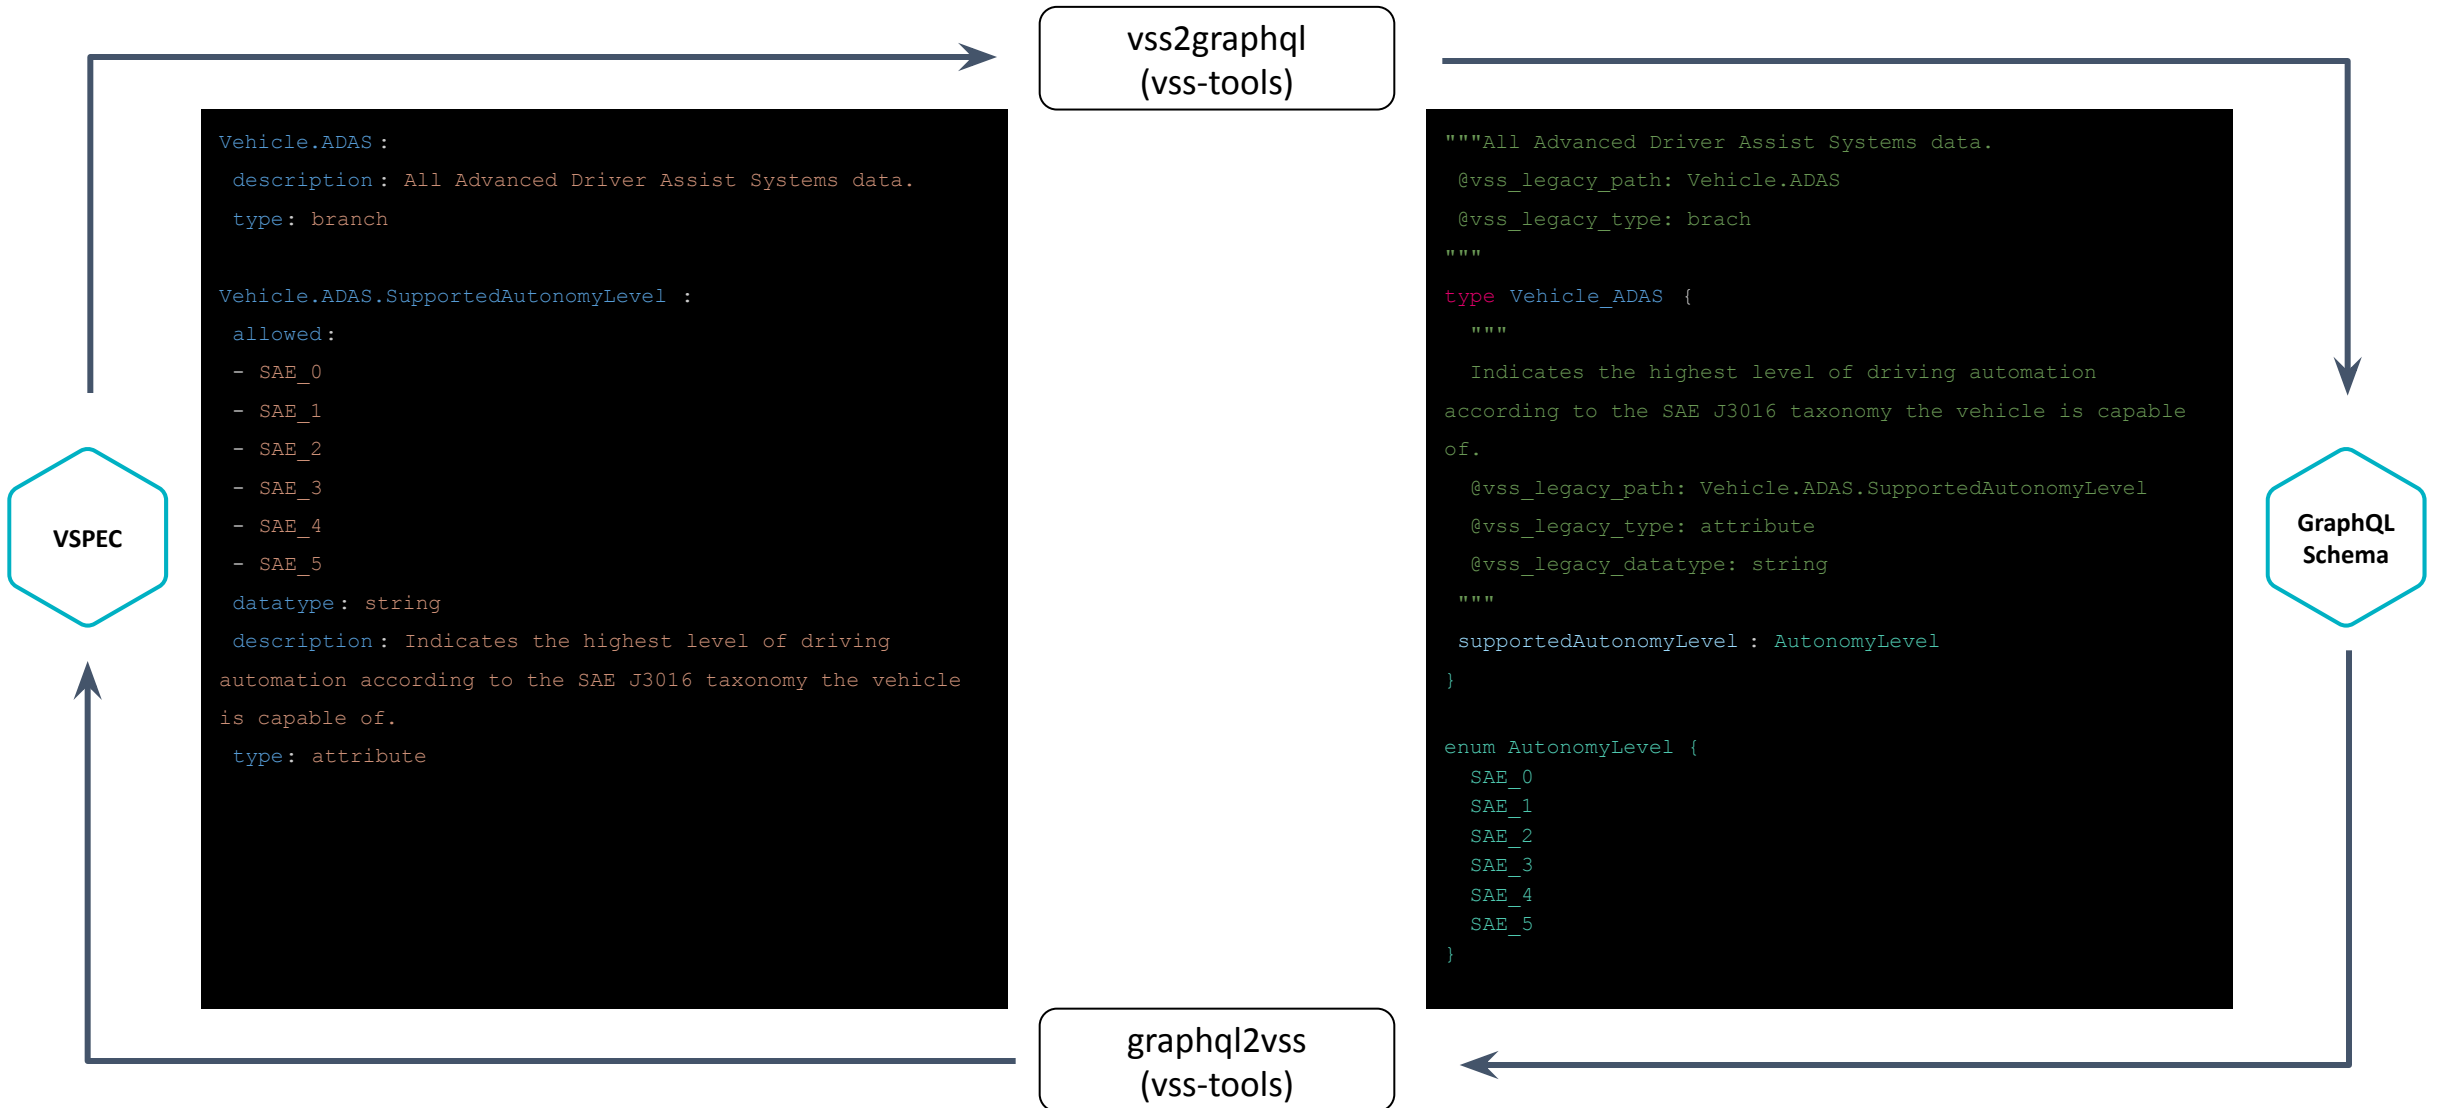 vss2graphql
(vss-tools)
VSPEC
Vehicle.ADAS:
description: All Advanced Driver Assist Systems data.
type: branch
Vehicle.ADAS.SupportedAutonomyLevel :
allowed:
- SAE_0
- SAE_1
- SAE_2
- SAE_3
- SAE_4
- SAE_5
datatype: string
description: Indicates the highest level of driving
automation according to the SAE J3016 taxonomy the vehicle
is capable of.
type: attribute
"""All Advanced Driver Assist Systems data.
@vss_legacy_path: Vehicle.ADAS
@vss_legacy_type: brach
"""
type Vehicle_ADAS {
"""
Indicates the highest level of driving automation
according to the SAE J3016 taxonomy the vehicle is capable
of.
@vss_legacy_path: Vehicle.ADAS.SupportedAutonomyLevel
@vss_legacy_type: attribute
@vss_legacy_datatype: string
"""
supportedAutonomyLevel : AutonomyLevel
}
enum AutonomyLevel {
SAE_0
SAE_1
SAE_2
SAE_3
SAE_4
SAE_5
}
GraphQL
Schema
graphql2vss
(vss-tools)